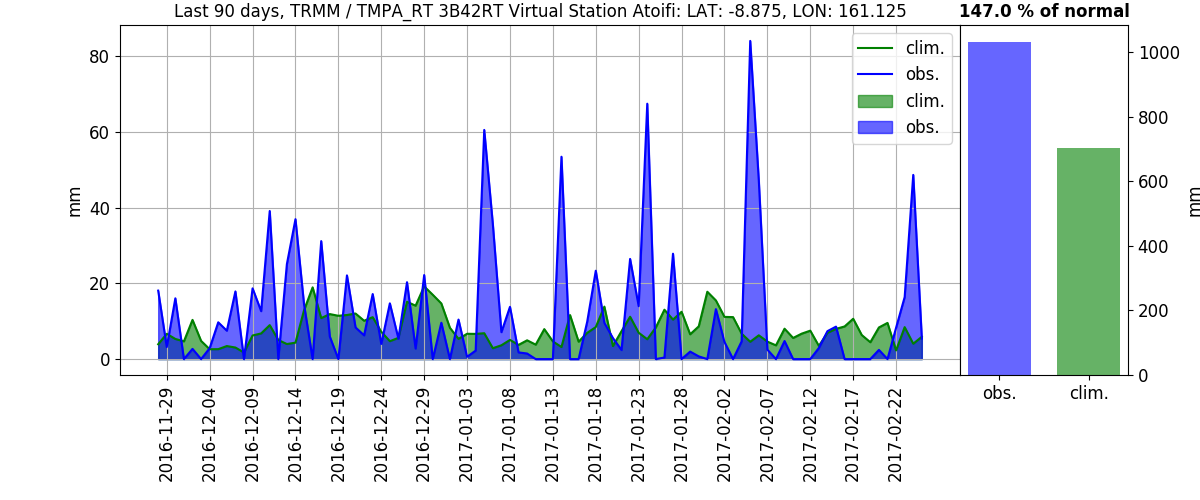 Last 90 days, TRMM / TMPA_RT 3B42RT Virtual Station Atoifi: LAT: -8.875, LON: 161.125
147.0 % of normal
clim.
obs.
clim.
obs.
80
60
40
20
0
mm
1000
800
600
400
200
0
mm
2016-11-29
2016-12-04
2016-12-09
2016-12-14
2016-12-19
2016-12-24
2016-12-29
2017-01-03
2017-01-08
2017-01-13
2017-01-18
2017-01-23
2017-01-28
2017-02-02
2017-02-07
2017-02-12
2017-02-17
2017-02-22
obs.
clim.